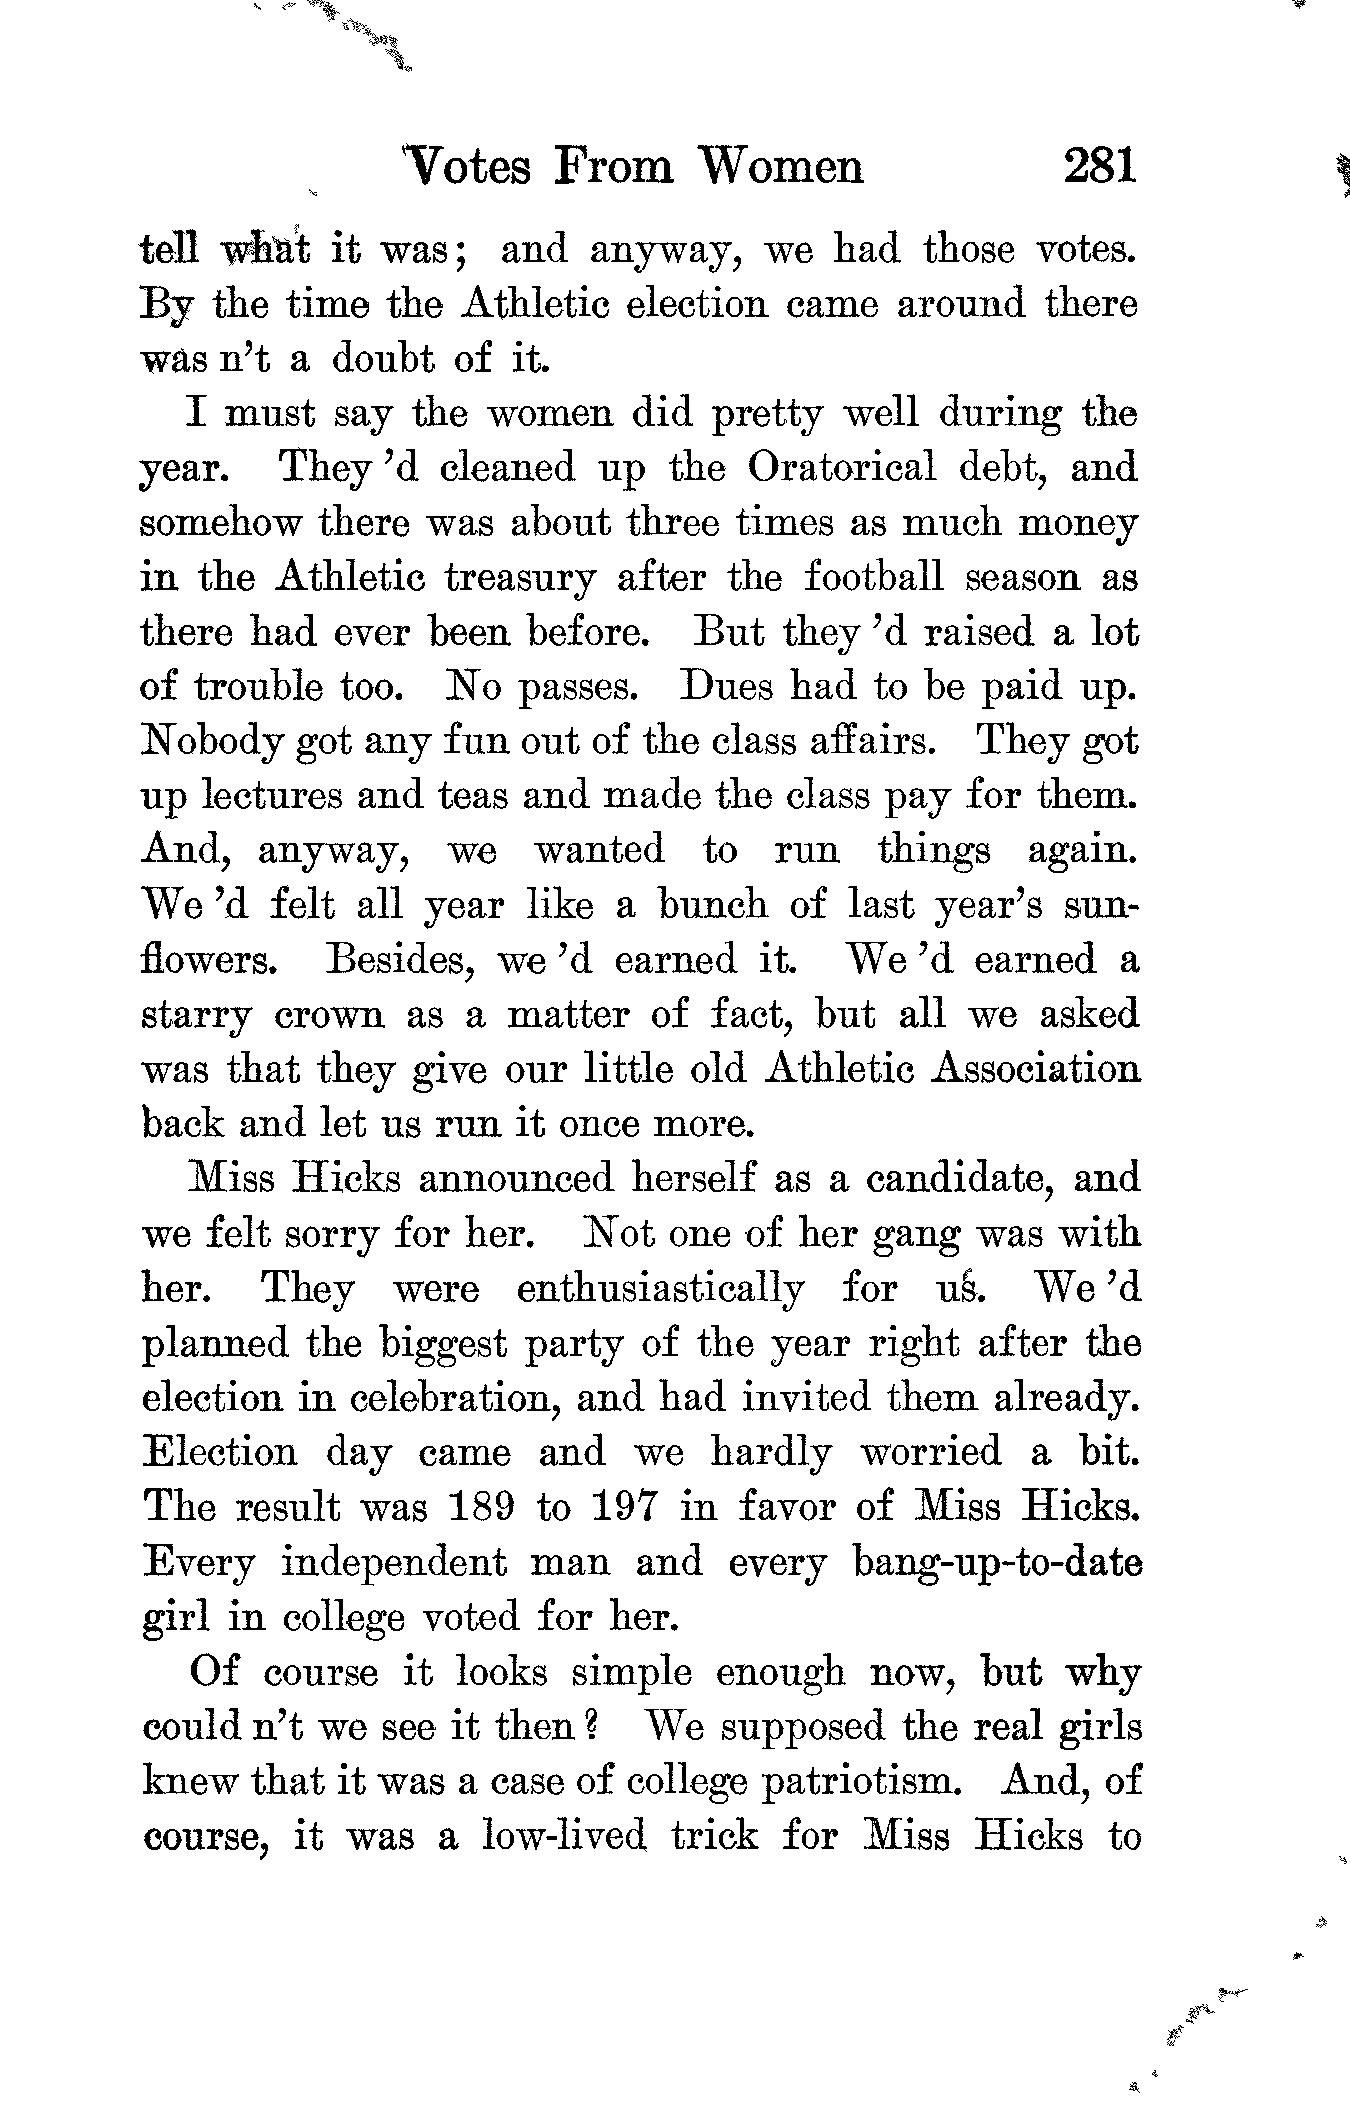 Votes From Women 281
tell what it was; and anyway, we had those votes.
By the time the Athletic election came around there
was n't a doubt of it.
I must say the women did pretty well during the
year. They 'd cleaned up the Oratorical debt, and
somehow there was about three times as much money
in the Athletic treasury after the football season as
there had ever been before. But they 'd raised a lot
of trouble too. No passes. Dues had to be paid up.
Nobody got any fun out of the class affairs. They got
up lectures and teas and made the class pay for them.
And, anyway, we wanted to run things again.
We 'd felt all year like a bunch of last year's sun-
flowers. Besides, we 'd earned it. We 'd earned a
starry crown as a matter of fact, but all we asked
was that they give our little old Athletic Association
back and let us run it once more.
Miss Hicks announced herself as a candidate, and
we felt sorry for her. Not one of her gang was with
her. They were enthusiastically for us. We 'd
planned the biggest party of the year right after the
election in celebration, and had invited them already.
Election day came and we hardly worried a bit.
The result was 189 to 197 in favor of Miss Hicks.
Every independent man and every bang-up-to-date
girl in college voted for her.
Of course it looks simple enough now, but why
could n't we see it then? We supposed the real girls
knew that it was a case of college patriotism. And, of
course, it was a low-lived trick for Miss Hicks to